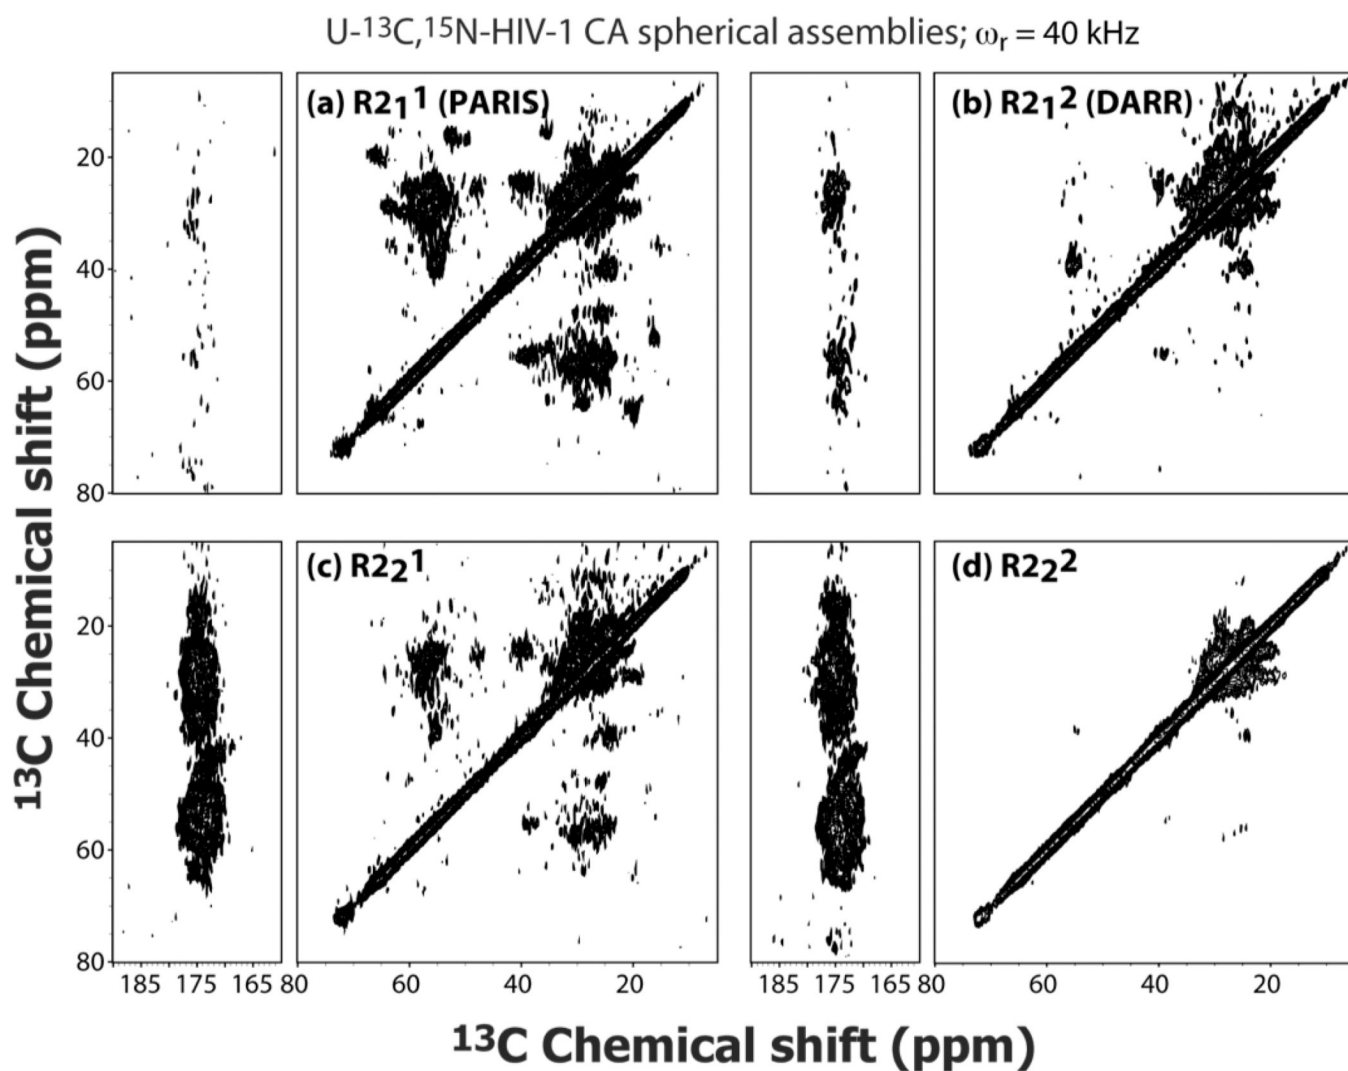 U-¹³C,¹⁵N-HIV-1 CA spherical assemblies; ωᵣ = 40 kHz
(a) R2₁¹ (PARIS)
(b) R2₁² (DARR)
20
40
60
80
(c) R2₂¹
(d) R2₂²
20
40
60
80
185 175 165 80 60 40 20 185 175 165 80 60 40 20
¹³C Chemical shift (ppm)
¹³C Chemical shift (ppm)